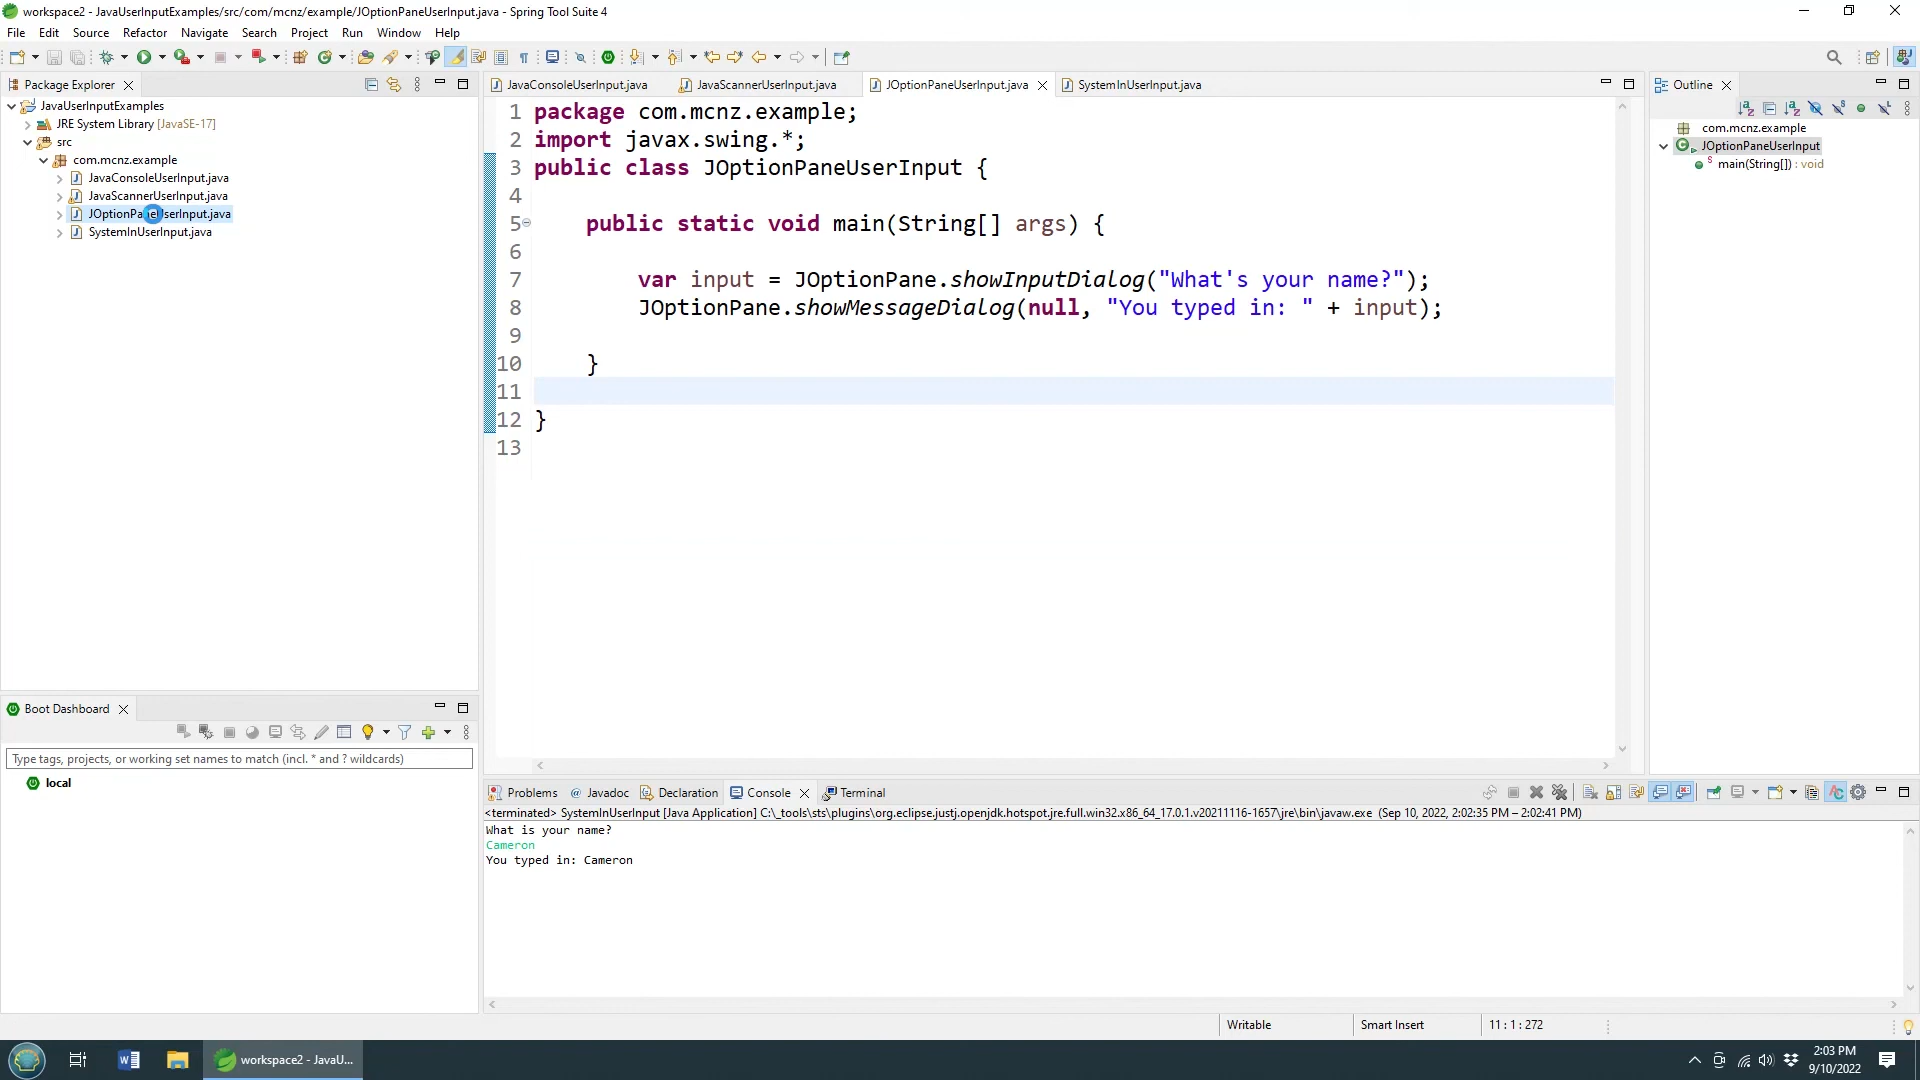 workspace2 - JavaUserInputExamples/src/com/mcnz/example/JOptionPaneUserInput.java - Spring Tool Suite 4
File Edit Source Refactor Navigate Search Project Run Window Help
Package Explorer
JavaUserInputExamples
JRE System Library [JavaSE-17]
src
com.mcnz.example
JavaConsoleUserInput.java
JavaScannerUserInput.java
JOptionPaneUserInput.java
SystemInUserInput.java
JavaConsoleUserInput.java JavaScannerUserInput.java JOptionPaneUserInput.java SystemInUserInput.java
1 package com.mcnz.example;
2 import javax.swing.*;
3 public class JOptionPaneUserInput {
4
5 public static void main(String[] args) {
6
7 var input = JOptionPane.showInputDialog("What's your name?");
8 JOptionPane.showMessageDialog(null, "You typed in: " + input);
9
10 }
11
12 }
13
Outline
com.mcnz.example
JOptionPaneUserInput
main(String[]) : void
Boot Dashboard
Type tags, projects, or working set names to match (incl. * and ? wildcards)
local
Problems Javadoc Declaration Console Terminal
<terminated> SystemInUserInput [Java Application] C:\_tools\sts\plugins\org.eclipse.justj.openjdk.hotspot.jre.full.win32.x86_64_17.0.1.v20211116-1657\jre\bin\javaw.exe (Sep 10, 2022, 2:02:35 PM – 2:02:41 PM)
What is your name?
Cameron
You typed in: Cameron
Writable Smart Insert 11 : 1 : 272
workspace2 - JavaU...
2:03 PM
9/10/2022